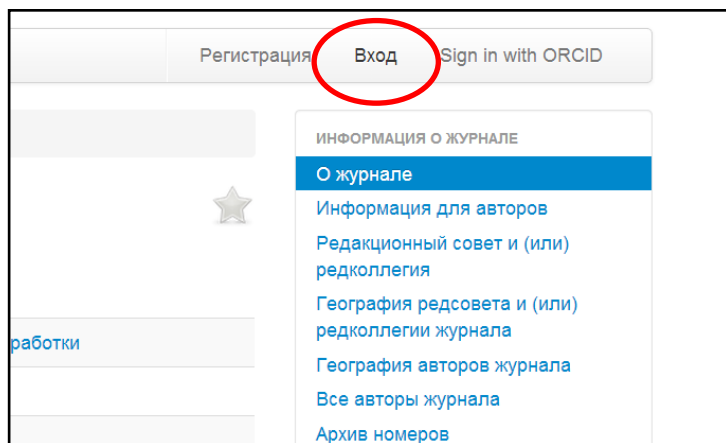 Регистрация Вход Sign in with ORCID
ИНФОРМАЦИЯ О ЖУРНАЛЕ
О журнале
Информация для авторов
Редакционный совет и (или)
редколлегия
География редсовета и (или)
редколлегии журнала
работки
География авторов журнала
Все авторы журнала
Архив номеров